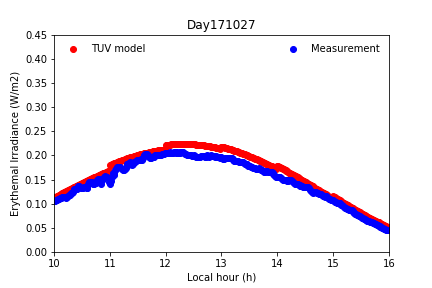 Day171027
TUV model
Measurement
Erythemal Irradiance (W/m2)
0.45
0.40
0.35
0.30
0.25
0.20
0.15
0.10
0.05
0.00
10 11 12 13 14 15 16
Local hour (h)